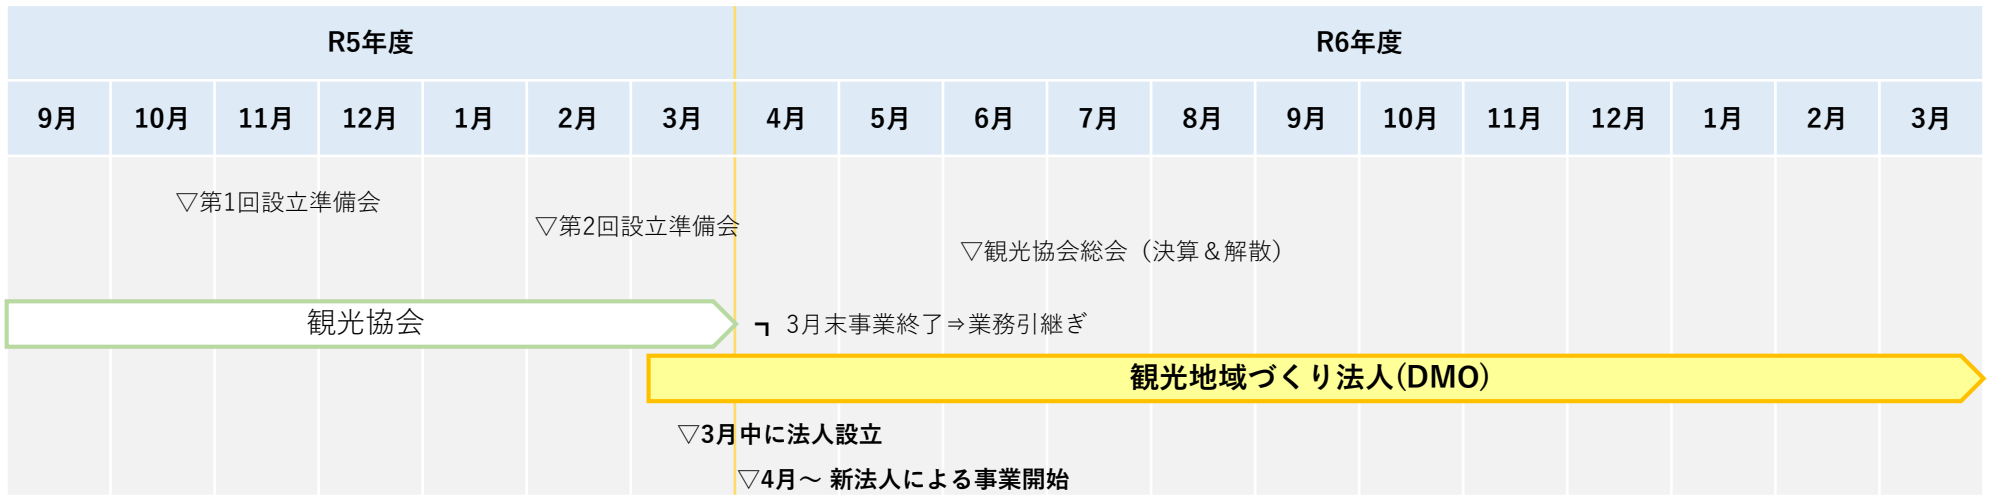 R5年度 R6年度
9月 10月 11月 12月 1月 2月 3月 4月 5月 6月 7月 8月 9月 10月 11月 12月 1月 2月 3月
▽第1回設立準備会
▽第2回設立準備会
▽観光協会総会（決算＆解散）
観光協会
┓ 3月末事業終了⇒業務引継ぎ
観光地域づくり法人(DMO)
▽3月中に法人設立
▽4月～ 新法人による事業開始